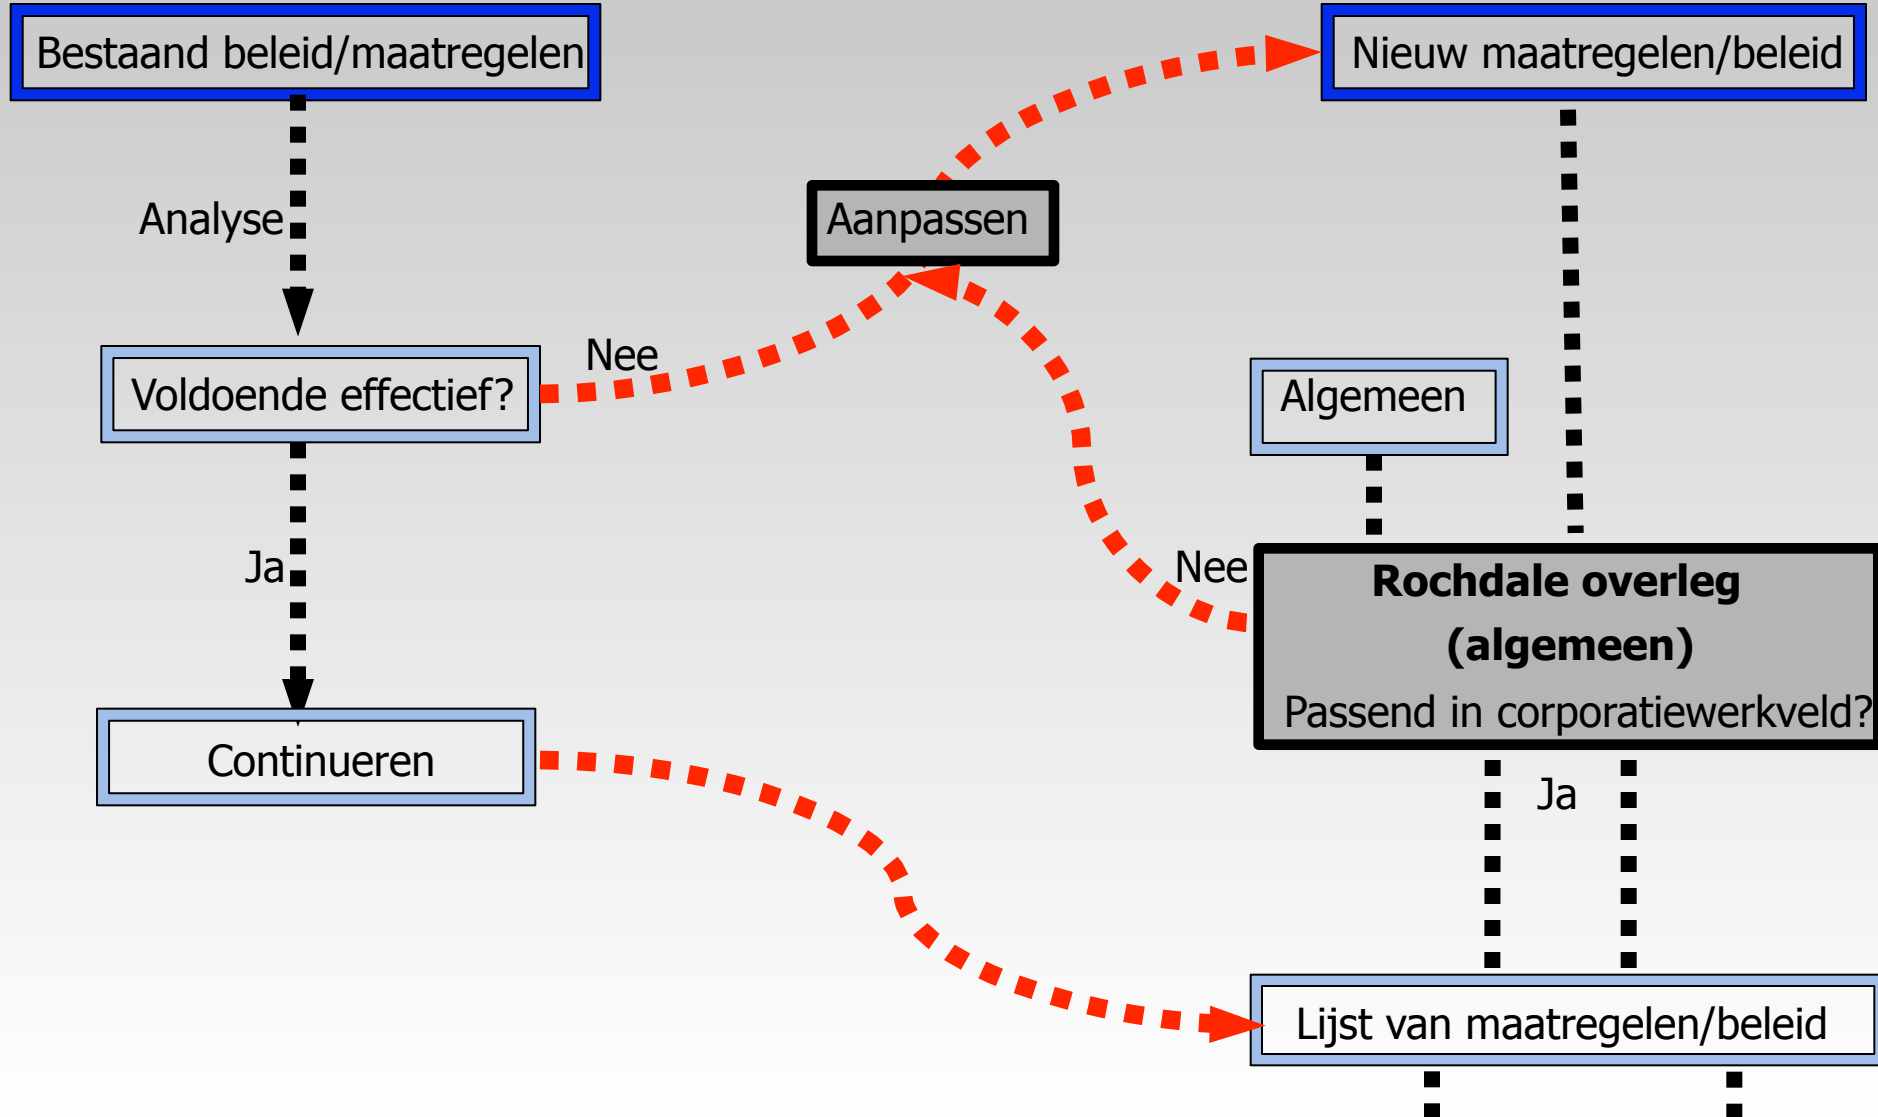 Bestaand beleid/maatregelen
Nieuw maatregelen/beleid
Analyse
Aanpassen
Nee
Voldoende effectief?
Algemeen
Ja
Nee
Rochdale overleg
(algemeen)
Passend in corporatiewerkveld?
Continueren
Ja
Lijst van maatregelen/beleid